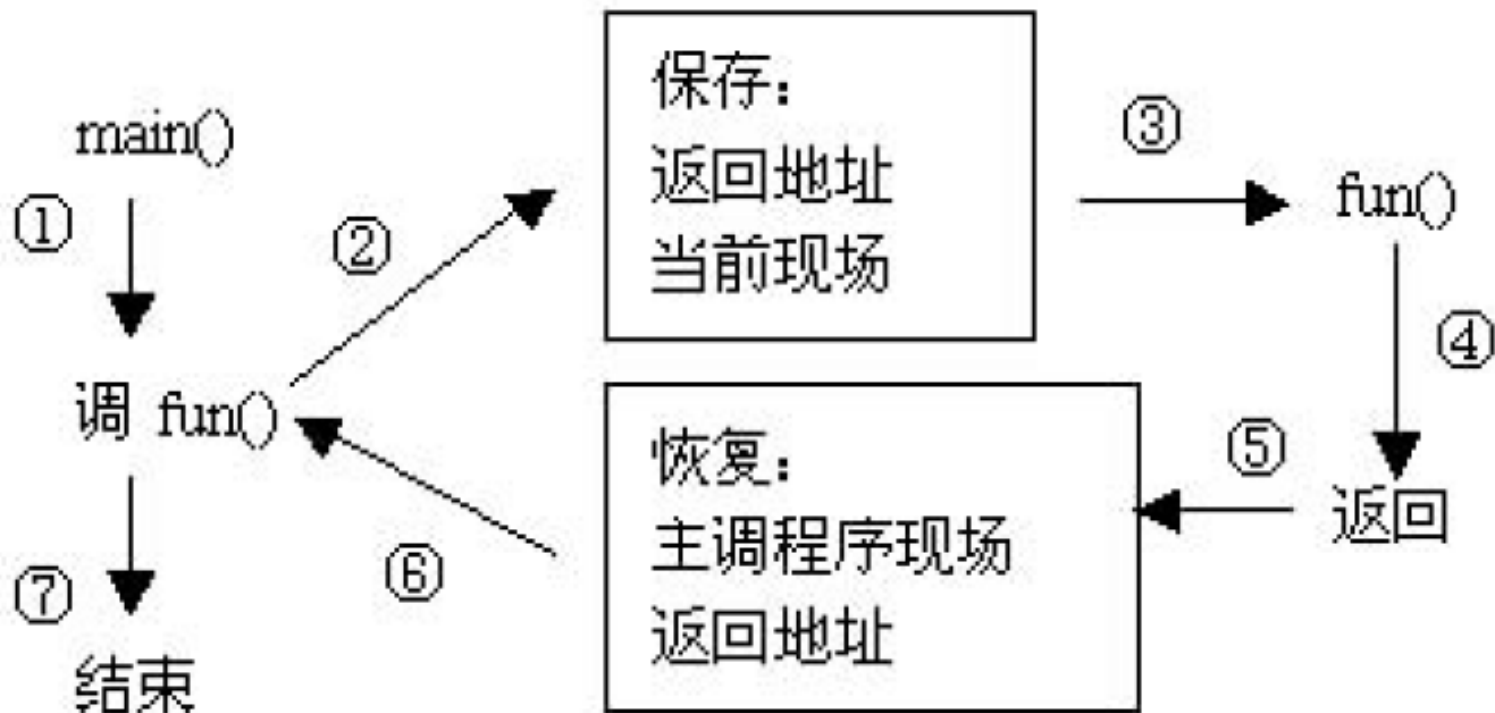 main()
①
②
调 fun()
保存：
返回地址
当前现场
③
fun()
④
返回
⑤
恢复：
主调程序现场
返回地址
⑥
⑦
结束